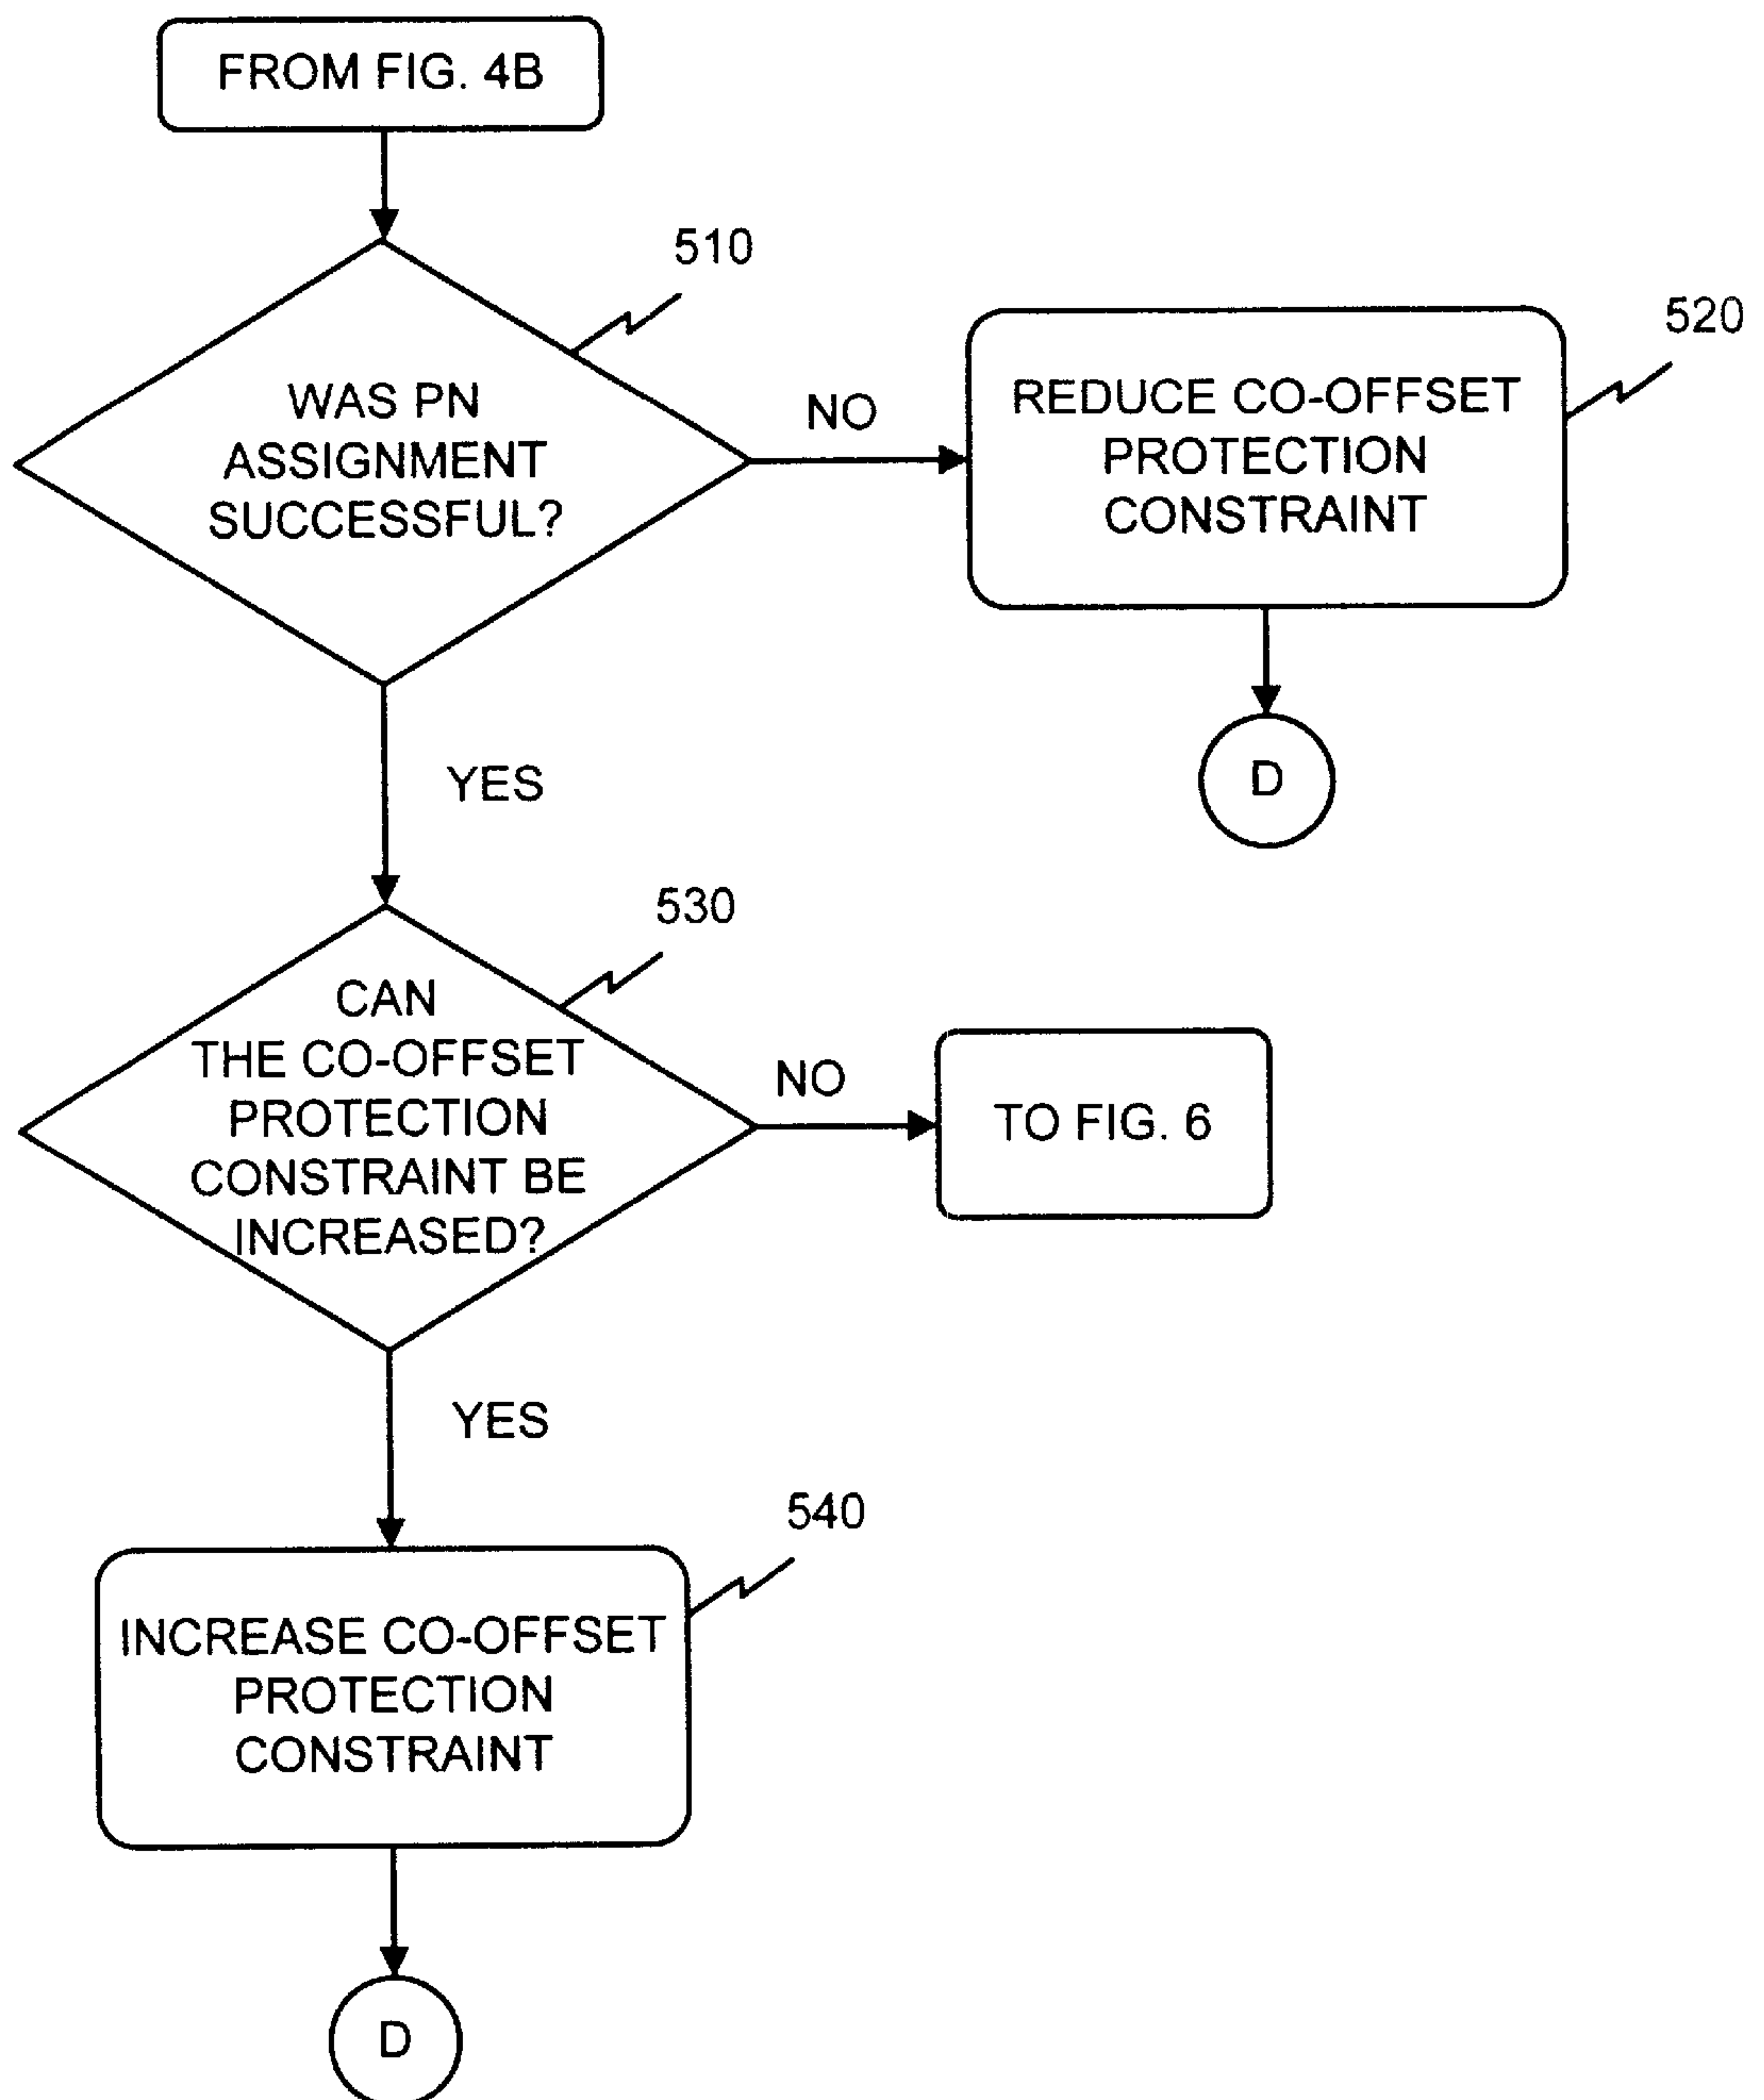 FROM FIG. 4B
510
WAS PN
ASSIGNMENT
SUCCESSFUL?
NO
520
REDUCE CO-OFFSET
PROTECTION
CONSTRAINT
D
YES
530
CAN
THE CO-OFFSET
PROTECTION
CONSTRAINT BE
INCREASED?
NO
TO FIG. 6
YES
540
INCREASE CO-OFFSET
PROTECTION
CONSTRAINT
D